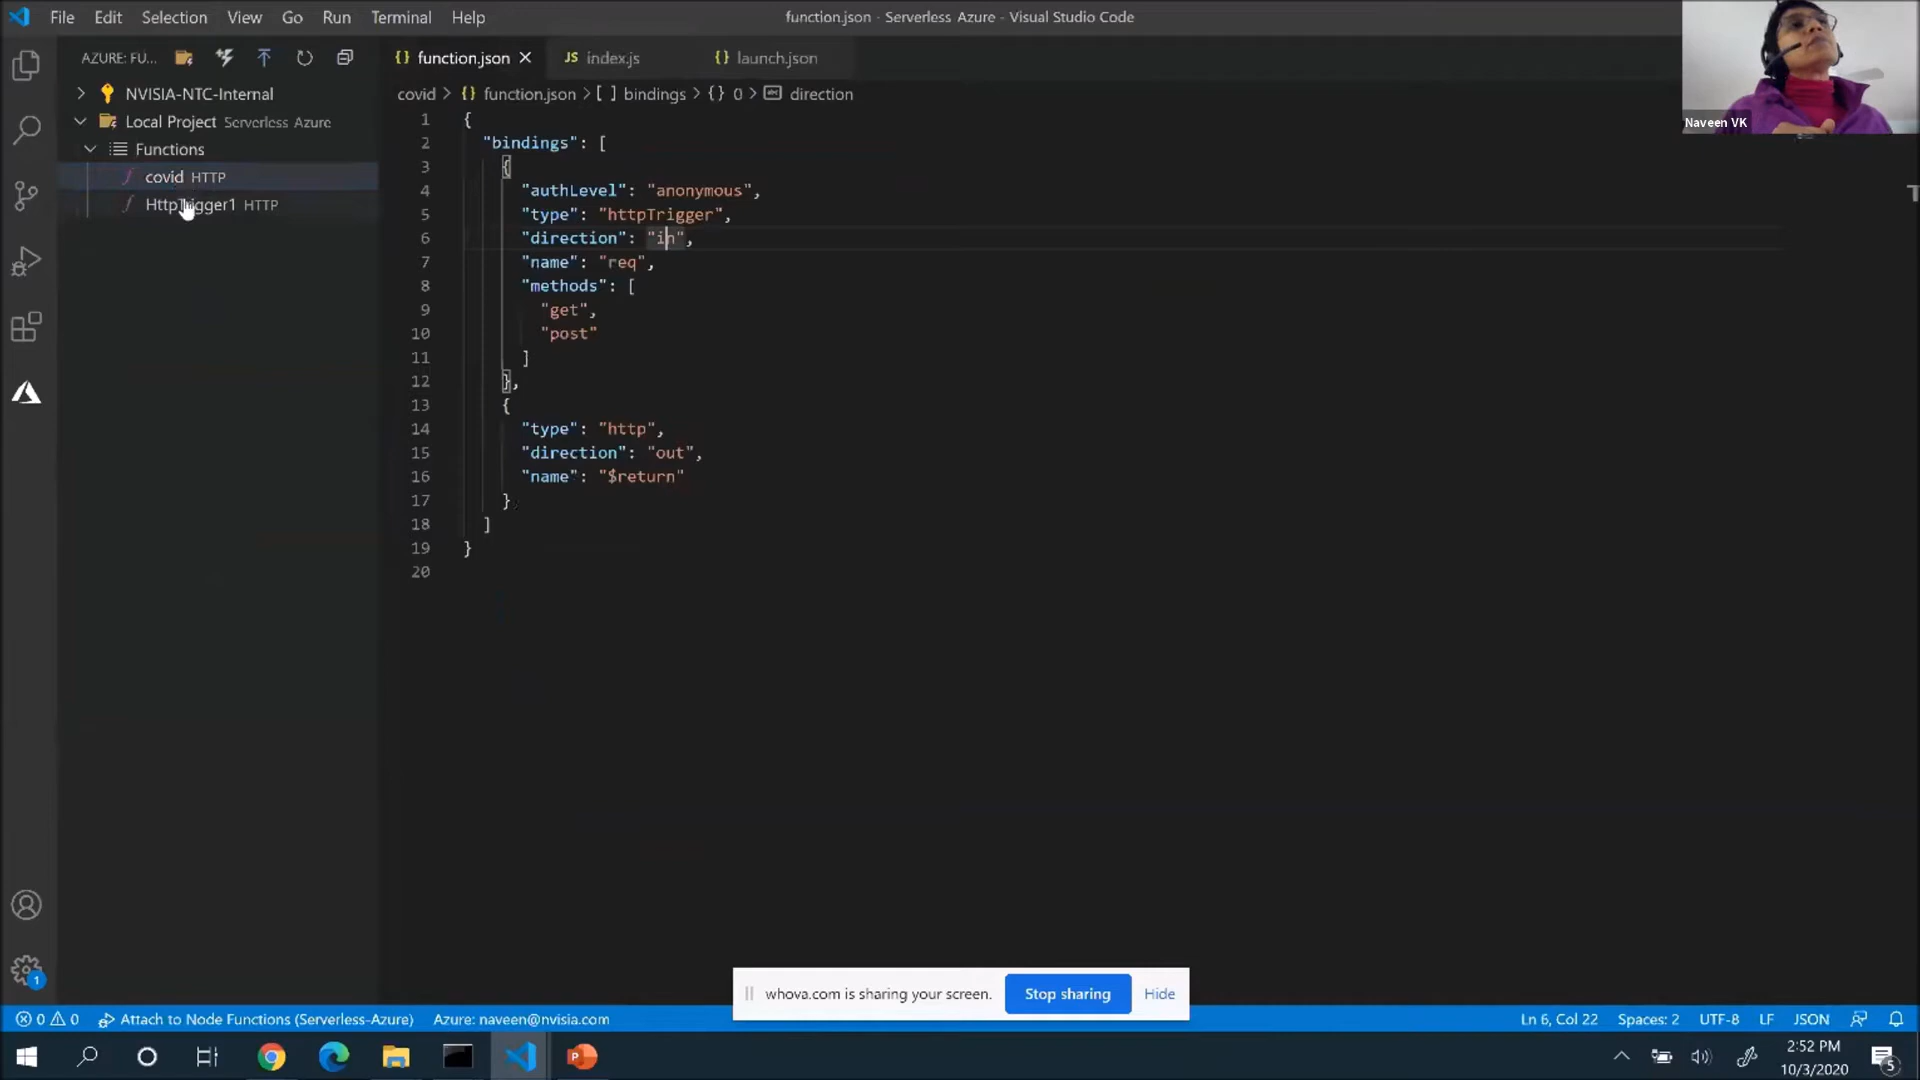 File Edit Selection View Go Run Terminal Help
function.json - Serverless Azure - Visual Studio Code
Naveen VK
AZURE: FU...
NVISIA-NTC-Internal
Local Project Serverless Azure
Functions
covid HTTP
HttpTrigger1 HTTP
{} function.json
JS index.js
{} launch.json
covid > {} function.json > [ ] bindings > {} 0 > direction
1 {
2 "bindings": [
3 {
4 "authLevel": "anonymous",
5 "type": "httpTrigger",
6 "direction": "in",
7 "name": "req",
8 "methods": [
9 "get",
10 "post"
11 ]
12 },
13 {
14 "type": "http",
15 "direction": "out",
16 "name": "$return"
17 }
18 ]
19 }
20
1
whova.com is sharing your screen. Stop sharing Hide
0 0 Attach to Node Functions (Serverless-Azure) Azure: naveen@nvisia.com
Ln 6, Col 22 Spaces: 2 UTF-8 LF JSON
2:52 PM
10/3/2020
5